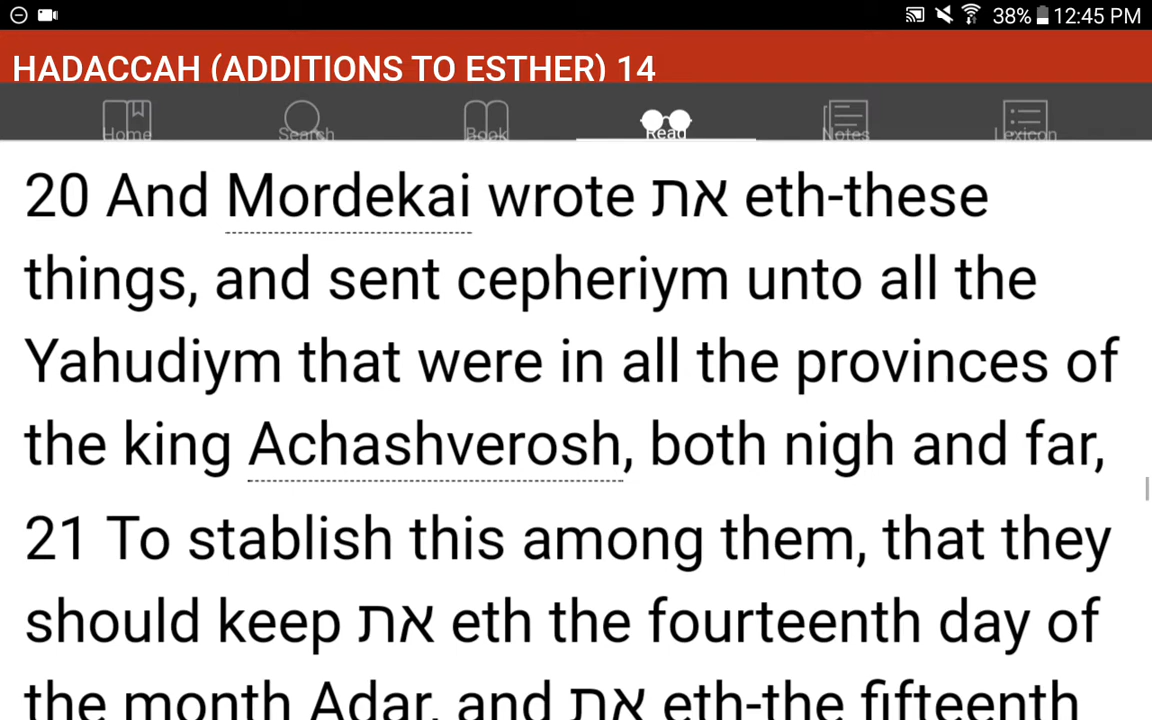 38% 12:45 PM
HADACCAH (ADDITIONS TO ESTHER) 14
Home Search Book Read Notes Lexicon
20 And Mordekai wrote את eth-these
things, and sent cepheriym unto all the
Yahudiym that were in all the provinces of
the king Achashverosh, both nigh and far,
21 To stablish this among them, that they
should keep את eth the fourteenth day of
the month Adar, and את eth-the fifteenth